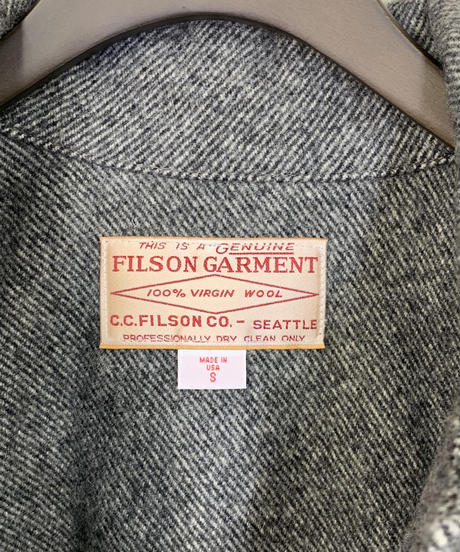 THIS IS A GENUINE
FILSON GARMENT
100% VIRGIN WOOL
C.C.FILSON CO. – SEATTLE
PROFESSIONALLY DRY CLEAN ONLY
MADE IN
USA
S